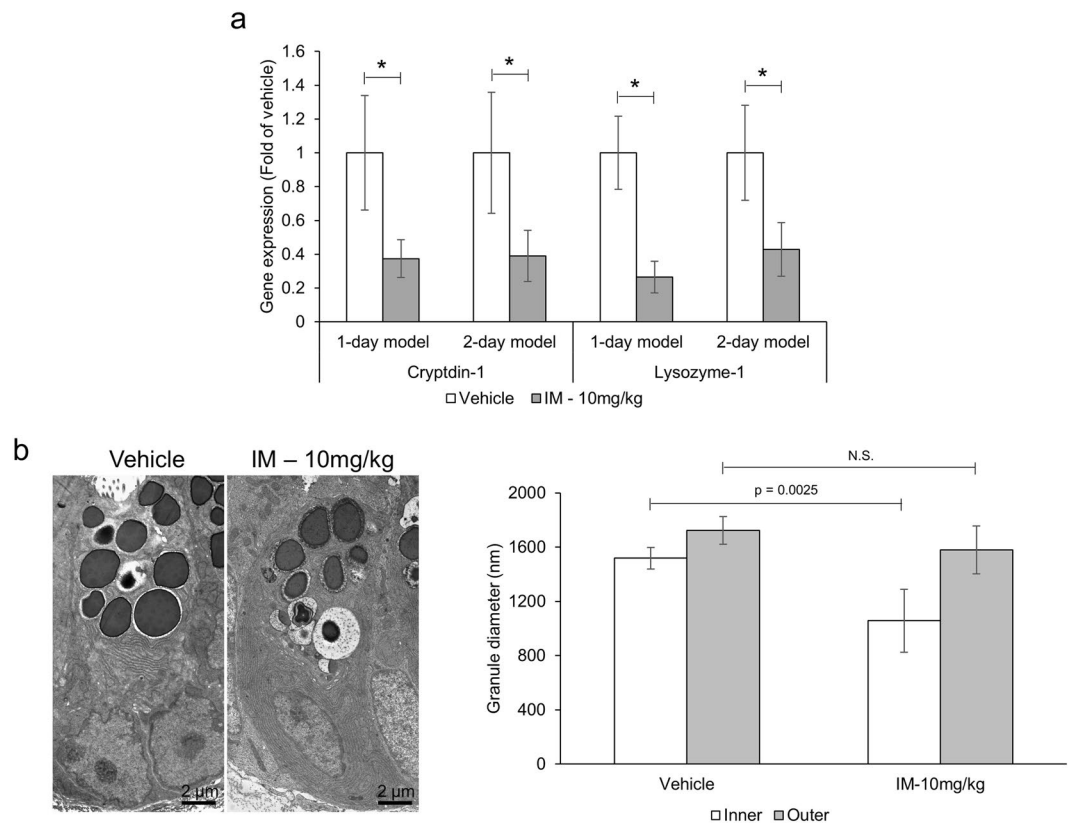 a
Gene expression (Fold of vehicle)
1.6
1.4
1.2
1
0.8
0.6
0.4
0.2
0
*
*
*
*
1-day model
2-day model
1-day model
2-day model
Cryptdin-1
Lysozyme-1
Vehicle
IM - 10mg/kg
b
Vehicle
IM – 10mg/kg
2 µm
2 µm
Granule diameter (nm)
2000
1600
1200
800
400
0
N.S.
p = 0.0025
Vehicle
IM-10mg/kg
Inner
Outer